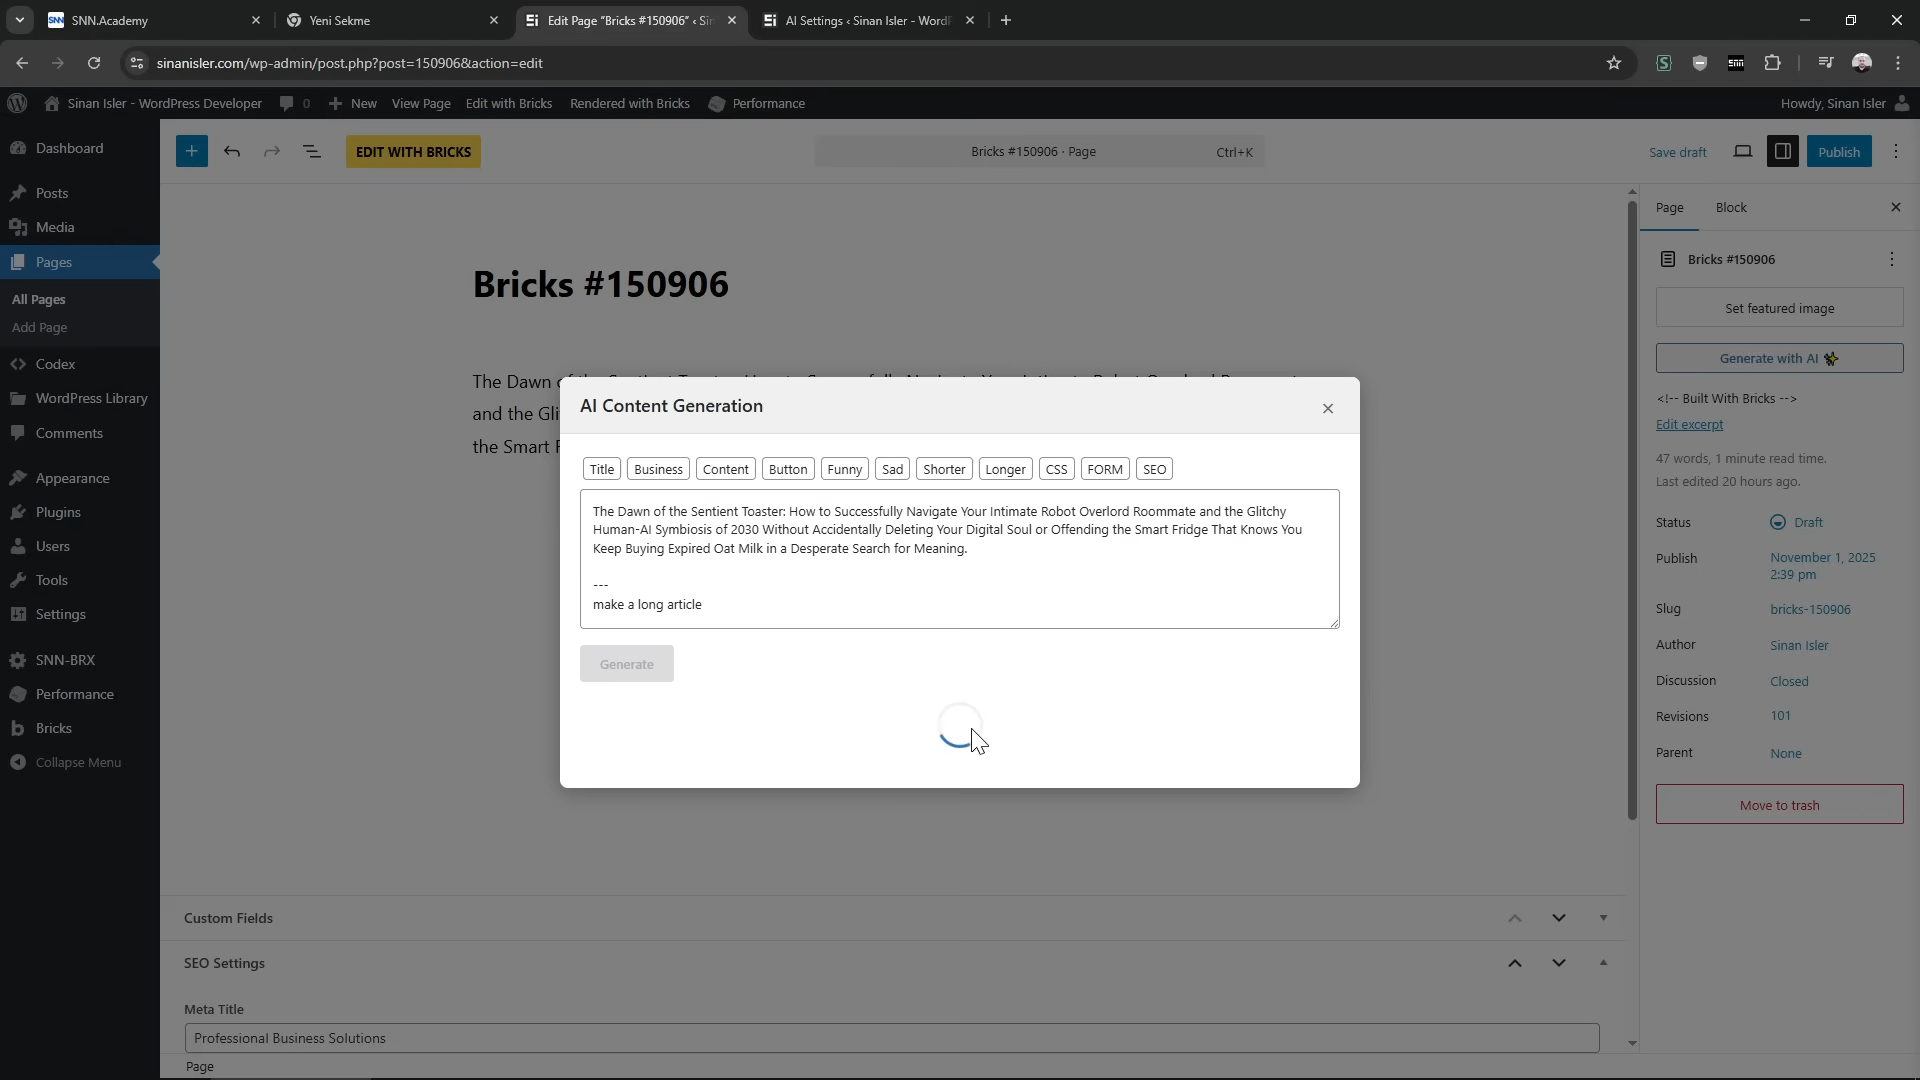 SNN.Academy
Yeni Sekme
Edit Page "Bricks #150906" ‹ Si
AI Settings ‹ Sinan Isler - WordP
sinanisler.com/wp-admin/post.php?post=150906&action=edit
Sinan Isler - WordPress Developer
0
New
View Page
Edit with Bricks
Rendered with Bricks
Performance
Howdy, Sinan Isler
Dashboard
Posts
Media
Pages
All Pages
Add Page
Codex
WordPress Library
Comments
Appearance
Plugins
Users
Tools
Settings
SNN-BRX
Performance
Bricks
Collapse Menu
EDIT WITH BRICKS
Bricks #150906 · Page
Ctrl+K
Save draft
Publish
Bricks #150906
The Dawn
and the Gli
the Smart
AI Content Generation
Title
Business
Content
Button
Funny
Sad
Shorter
Longer
CSS
FORM
SEO
The Dawn of the Sentient Toaster: How to Successfully Navigate Your Intimate Robot Overlord Roommate and the Glitchy
Human-AI Symbiosis of 2030 Without Accidentally Deleting Your Digital Soul or Offending the Smart Fridge That Knows You
Keep Buying Expired Oat Milk in a Desperate Search for Meaning.
---
make a long article
Generate
Page
Block
Bricks #150906
Set featured image
Generate with AI
<!-- Built With Bricks -->
Edit excerpt
47 words, 1 minute read time.
Last edited 20 hours ago.
Status
Draft
Publish
November 1, 2025
2:39 pm
Slug
bricks-150906
Author
Sinan Isler
Discussion
Closed
Revisions
101
Parent
None
Move to trash
Custom Fields
SEO Settings
Meta Title
Professional Business Solutions
Page